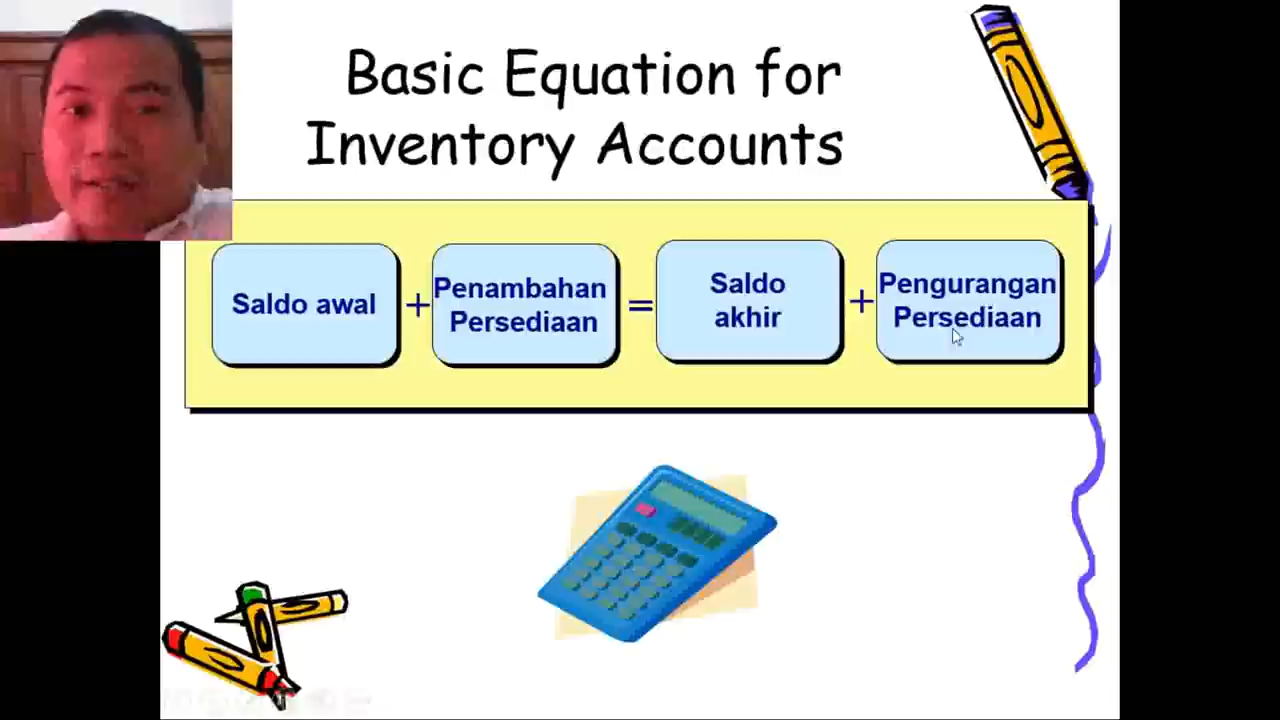 Basic Equation for
Inventory Accounts
Saldo awal
+
Penambahan
Persediaan
=
Saldo
akhir
+
Pengurangan
Persediaan